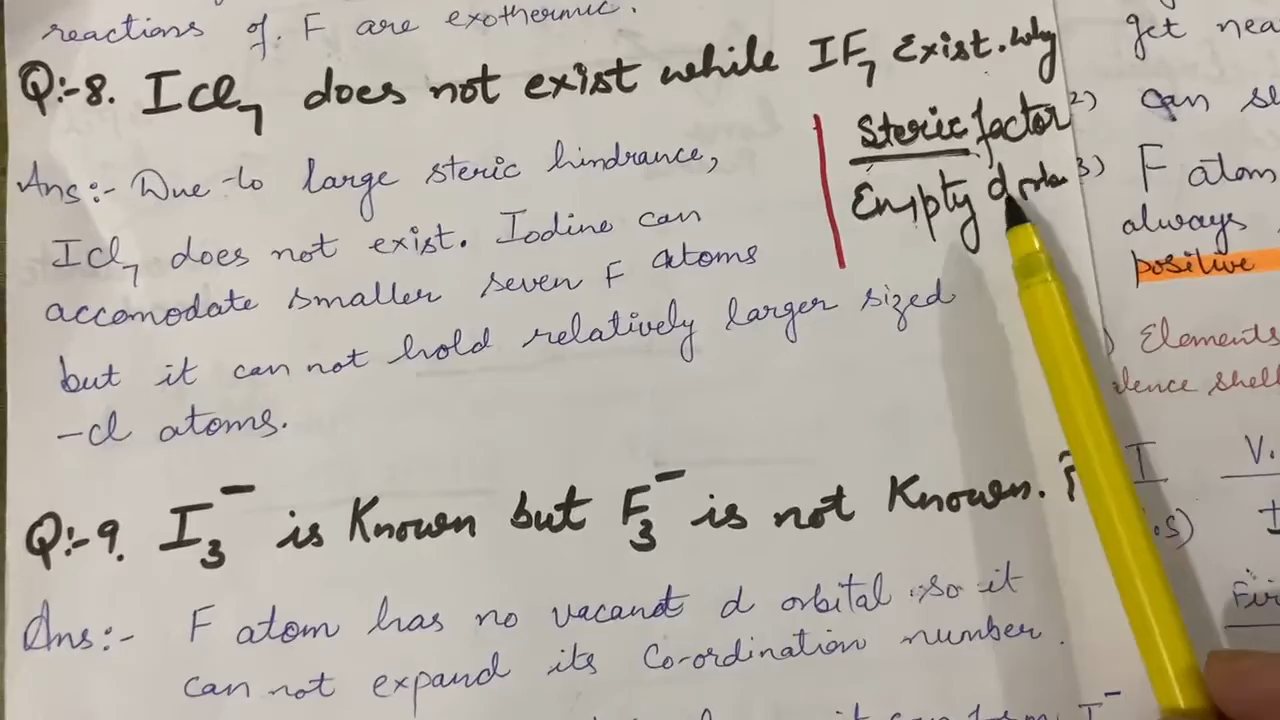 reactions of F are exothermic.
Q:-8. ICl7 does not exist while IF7 Exist. Why
Steric factor
Empty d
Ans:- Due to large steric hindrance,
ICl7 does not exist. Iodine can
accomodate smaller seven F atoms
but it can not hold relatively larger sized
-Cl atoms.
Q:-9. I3⁻ is Known but F3⁻ is not Known. ?
Ans:- F atom has no vacant d orbital so it
can not expand its Co-ordination number.
get
2) can
3) F atom
always
positive
Elements
shell
I
V.